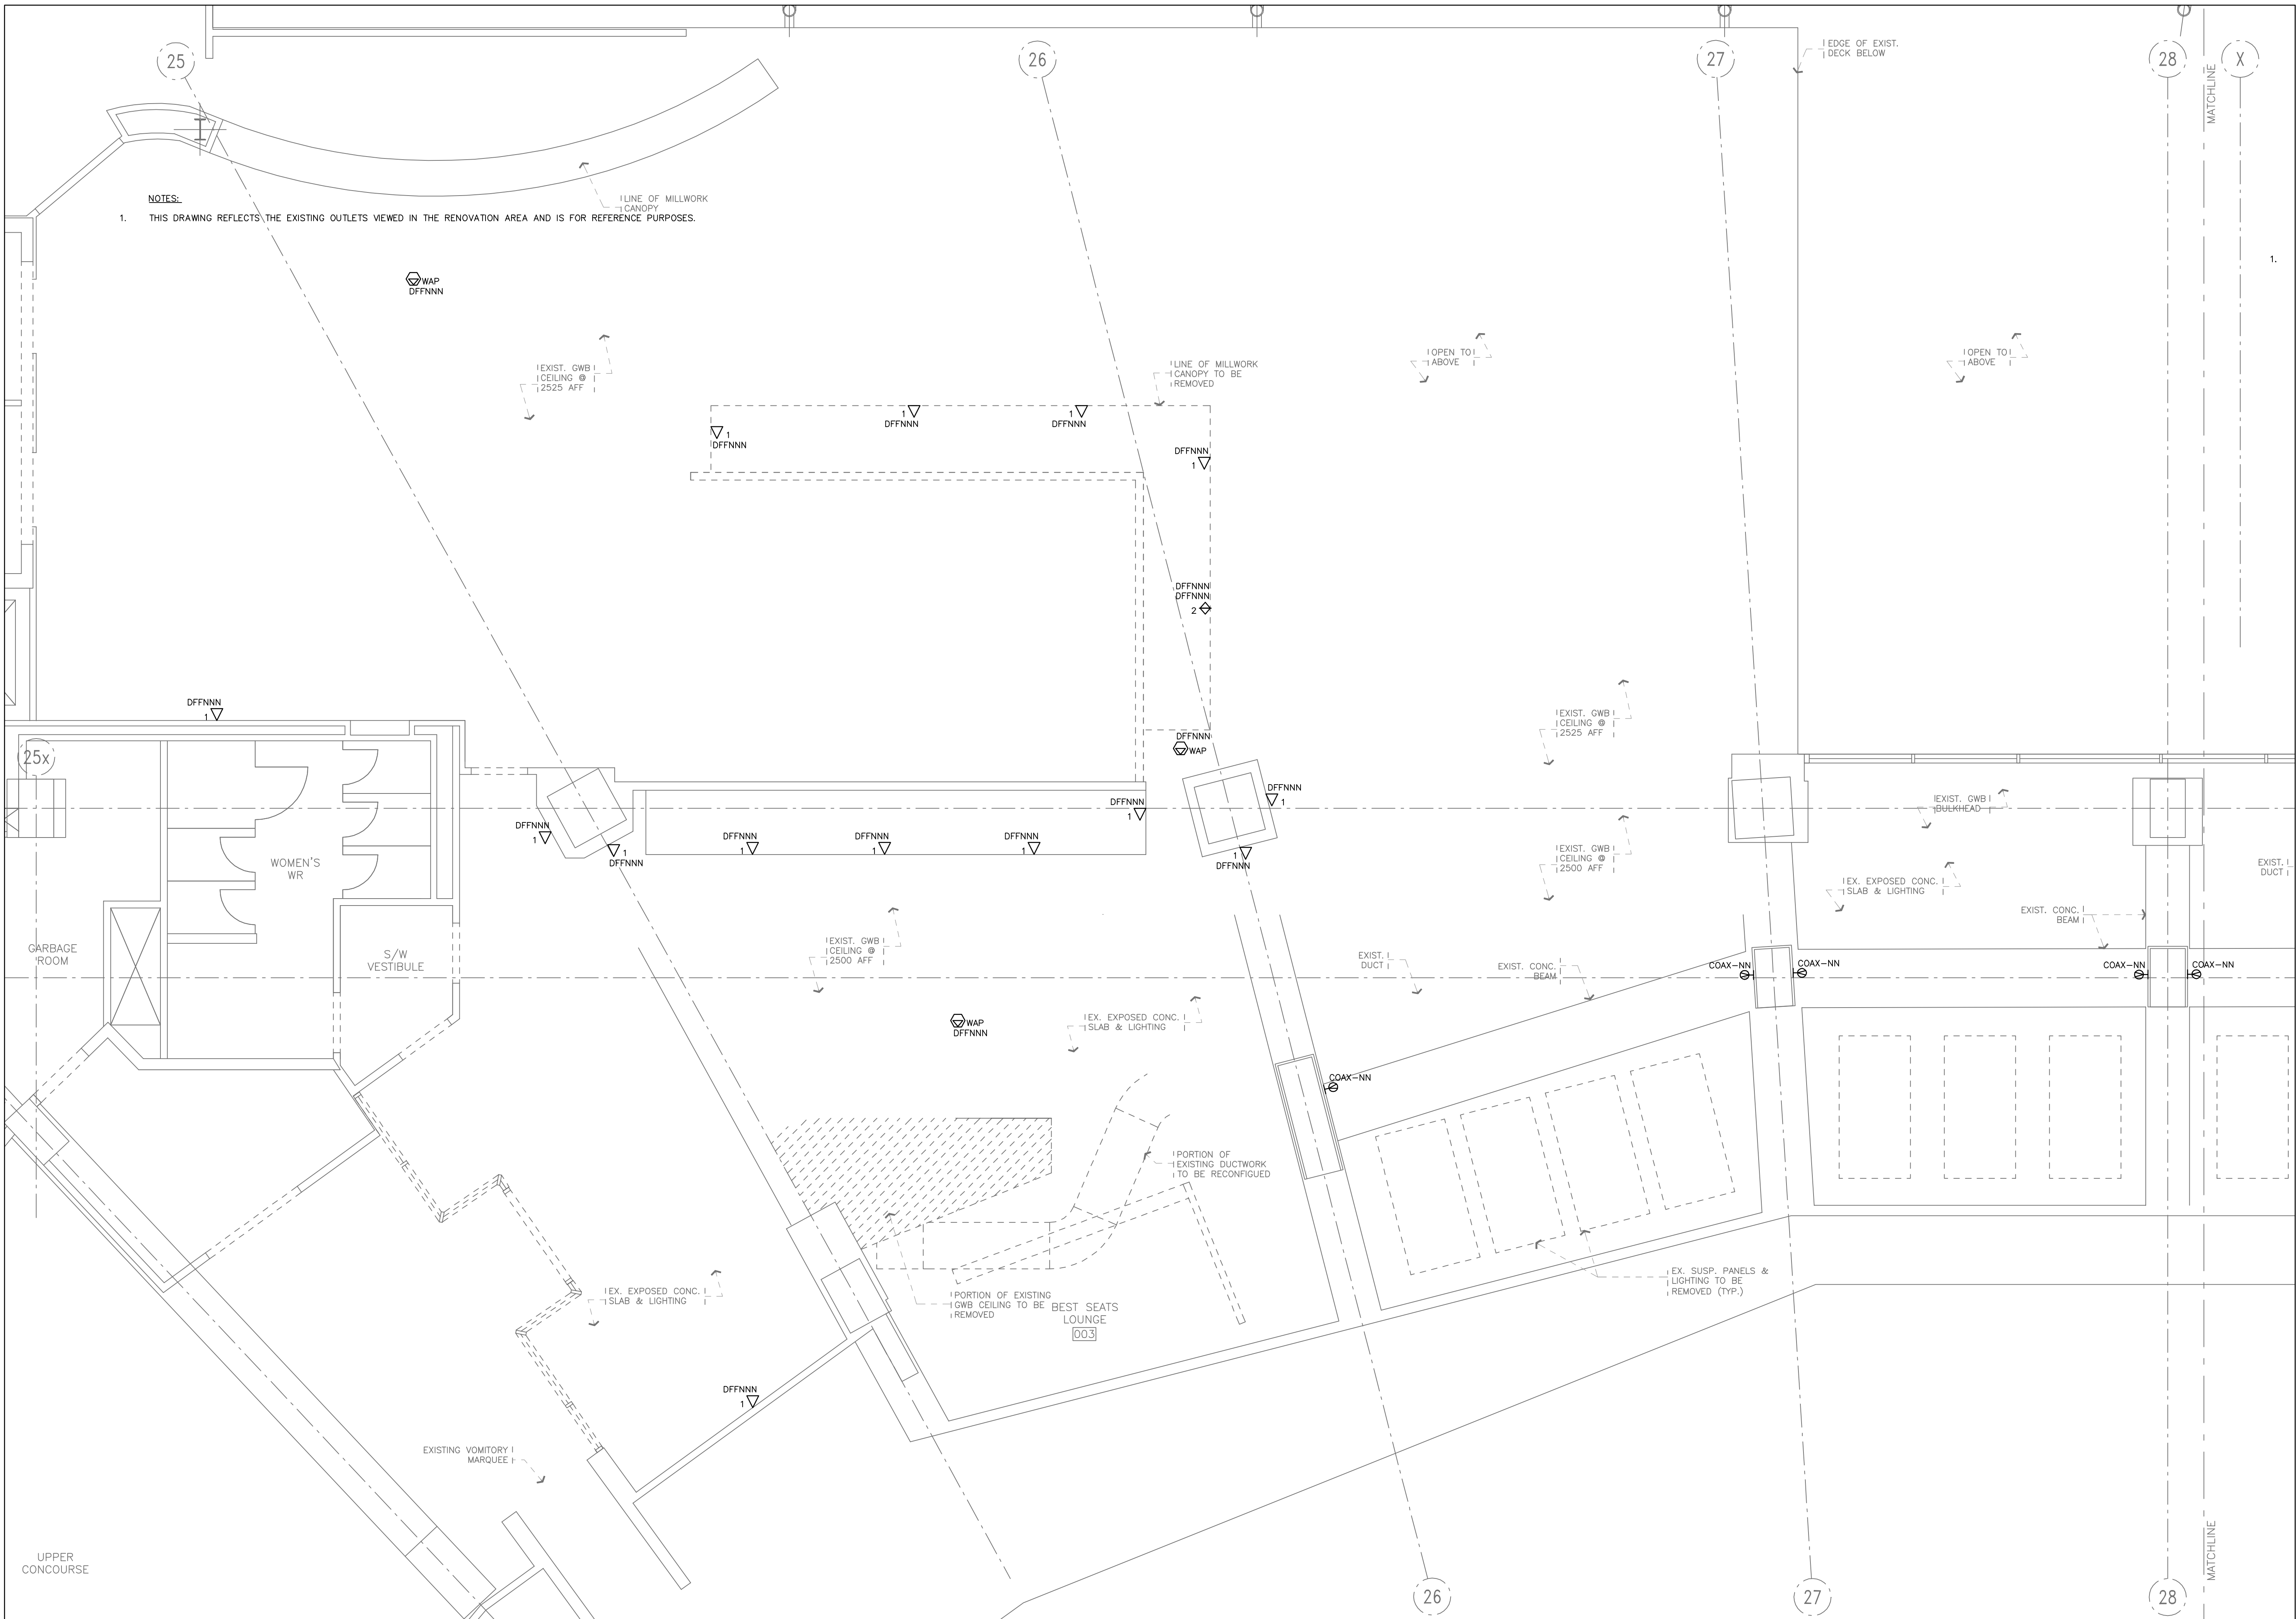 25
26
27
28
X
EDGE OF EXIST.
DECK BELOW
MATCHLINE
NOTES:
1. THIS DRAWING REFLECTS THE EXISTING OUTLETS VIEWED IN THE RENOVATION AREA AND IS FOR REFERENCE PURPOSES.
LINE OF MILLWORK
CANOPY
1.
WAP
DFFNNN
EXIST. GWB
CEILING @
2525 AFF
LINE OF MILLWORK
CANOPY TO BE
REMOVED
OPEN TO
ABOVE
OPEN TO
ABOVE
1
DFFNNN
1
DFFNNN
1
DFFNNN
DFFNNN
1
DFFNNN
DFFNNN
2
DFFNNN
1
DFFNNN
WAP
EXIST. GWB
CEILING @
2525 AFF
25x
DFFNNN
1
DFFNNN
1
EXIST. GWB
BULKHEAD
DFFNNN
1
1
DFFNNN
DFFNNN
1
DFFNNN
1
DFFNNN
1
1
DFFNNN
EXIST. GWB
CEILING @
2500 AFF
WOMEN'S
WR
EX. EXPOSED CONC.
SLAB & LIGHTING
EXIST.
DUCT
EXIST. CONC.
BEAM
GARBAGE
ROOM
S/W
VESTIBULE
EXIST. GWB
CEILING @
2500 AFF
EXIST.
DUCT
EXIST. CONC.
BEAM
COAX-NN
COAX-NN
COAX-NN
COAX-NN
WAP
DFFNNN
EX. EXPOSED CONC.
SLAB & LIGHTING
COAX-NN
PORTION OF
EXISTING DUCTWORK
TO BE RECONFIGUED
EX. EXPOSED CONC.
SLAB & LIGHTING
PORTION OF EXISTING
GWB CEILING TO BE
REMOVED
BEST SEATS
LOUNGE
003
EX. SUSP. PANELS &
LIGHTING TO BE
REMOVED (TYP.)
DFFNNN
1
EXISTING VOMITORY
MARQUEE
UPPER
CONCOURSE
MATCHLINE
26
27
28